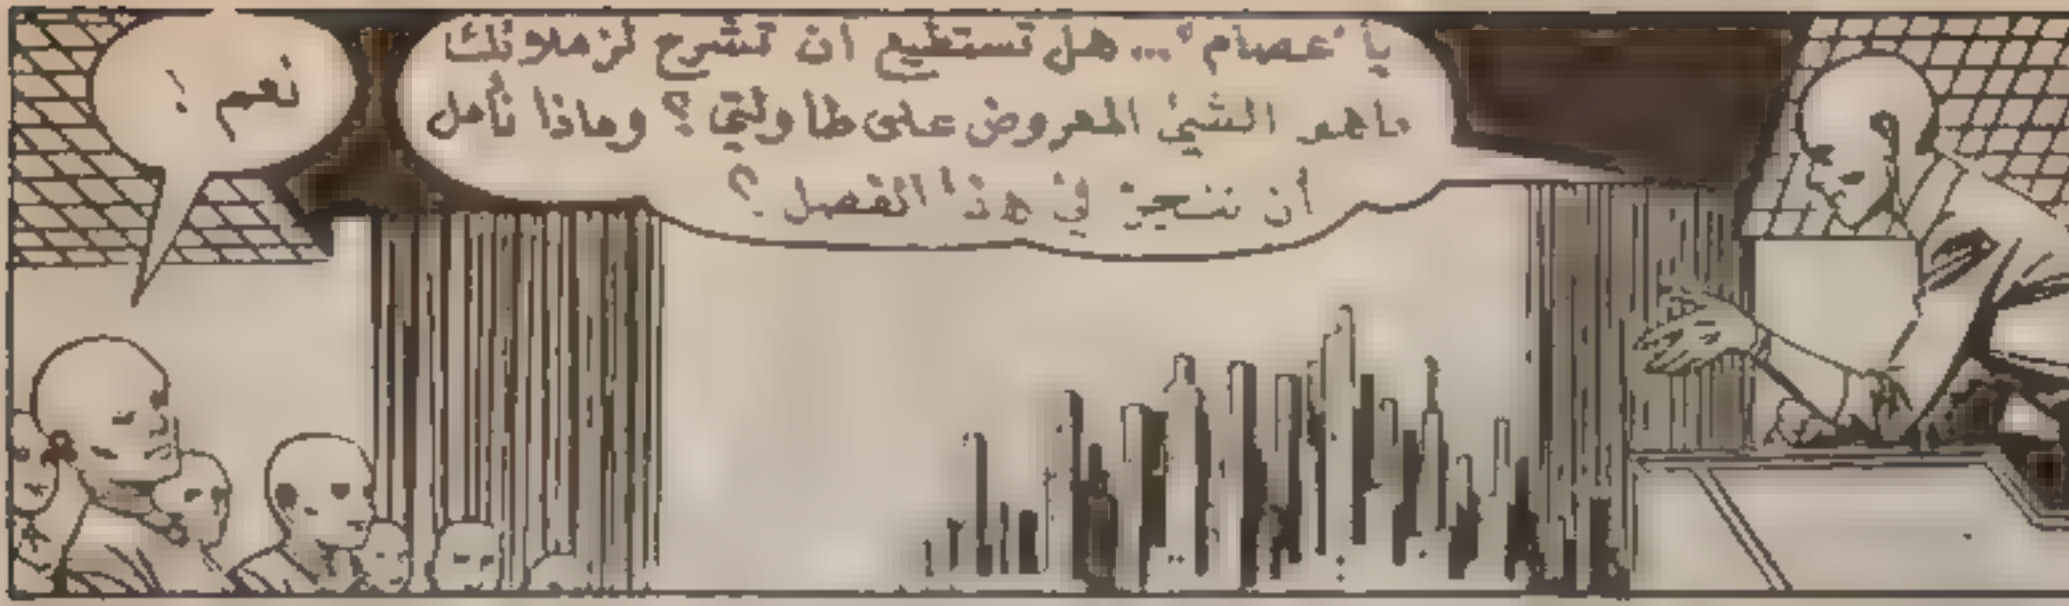 يا "عصام"... هل تستطيع ان تشرح لزملائك
ماهو الشيئ المعروض على طاولتي ؟ وماذا نأمل
أن ننجز في هذا الفصل ؟
نعم !